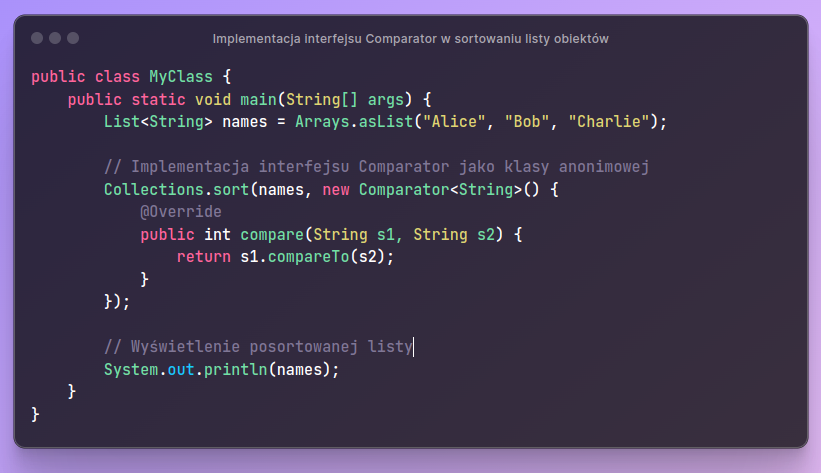 Implementacja interfejsu Comparator w sortowaniu listy obiektów
public class MyClass {
    public static void main(String[] args) {
        List<String> names = Arrays.asList("Alice", "Bob", "Charlie");

        // Implementacja interfejsu Comparator jako klasy anonimowej
        Collections.sort(names, new Comparator<String>() {
            @Override
            public int compare(String s1, String s2) {
                return s1.compareTo(s2);
            }
        });

        // Wyświetlenie posortowanej listy
        System.out.println(names);
    }
}